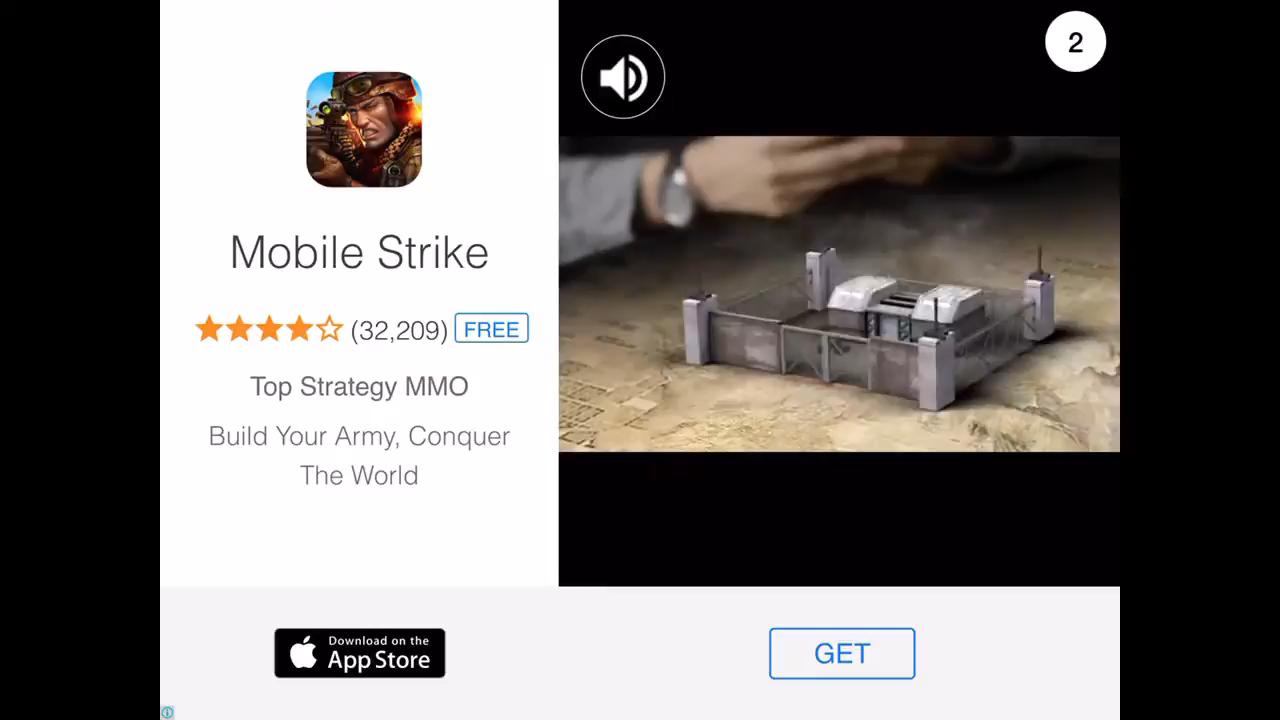 2
Mobile Strike
(32,209) FREE
Top Strategy MMO
Build Your Army, Conquer
The World
Download on the
App Store
GET